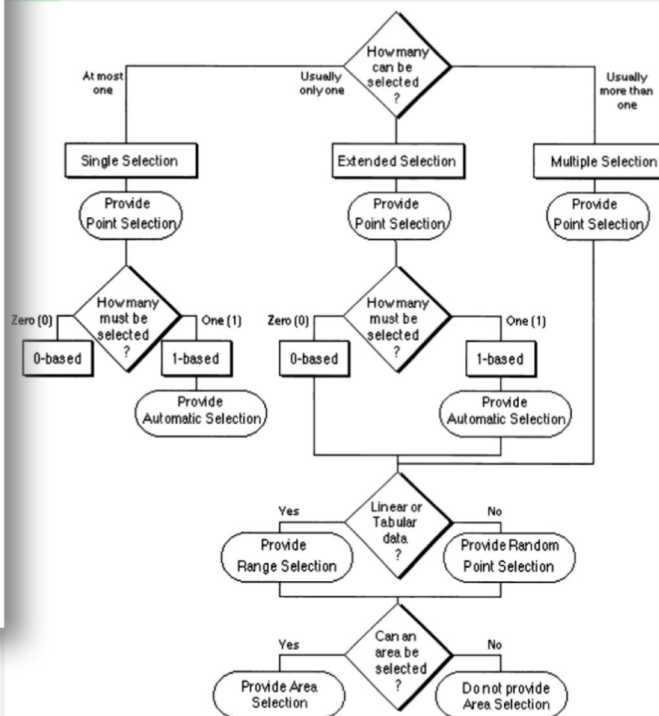 How many
can be
selected
?
At most
one
Usually
only one
Usually
more than
one
Single Selection
Extended Selection
Multiple Selection
Provide
Point Selection
Provide
Point Selection
Provide
Point Selection
How many
must be
selected
?
Zero (0)
One (1)
0-based
1-based
Provide
Automatic Selection
How many
must be
selected
?
Zero (0)
One (1)
0-based
1-based
Provide
Automatic Selection
Linear or
Tabular
data
?
Yes
No
Provide
Range Selection
Provide Random
Point Selection
Can an
area be
selected
?
Yes
No
Provide Area
Selection
Do not provide
Area Selection